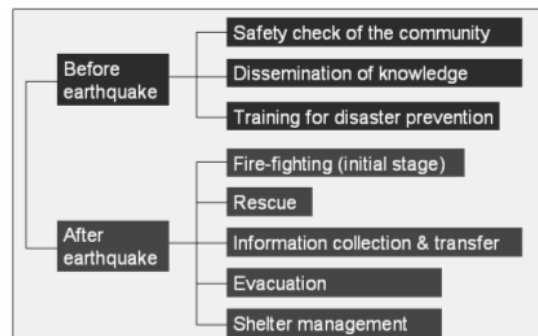 Before
earthquake
Safety check of the community
Dissemination of knowledge
Training for disaster prevention
After
earthquake
Fire-fighting (initial stage)
Rescue
Information collection & transfer
Evacuation
Shelter management